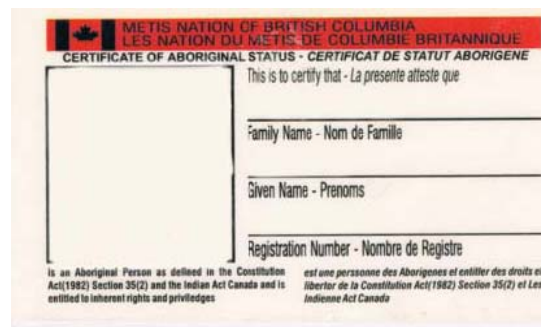 METIS NATION OF BRITISH COLUMBIA
LES NATION DU METIS DE COLUMBIE BRITANNIQUE
CERTIFICATE OF ABORIGINAL STATUS - CERTIFICAT DE STATUT ABORIGENE
This is to certify that - La presente atteste que
Family Name - Nom de Famille
Given Name - Prenoms
Registration Number - Nombre de Registre
is an Aboriginal Person as defined in the Constitution
Act(1982) Section 35(2) and the Indian Act Canada and is
entitled to inherent rights and priviledges
est une persronne des Aborigenes et entitller des droits et
libertor de la Constitution Act(1982) Section 35(2) et Les
Indienne Act Canada